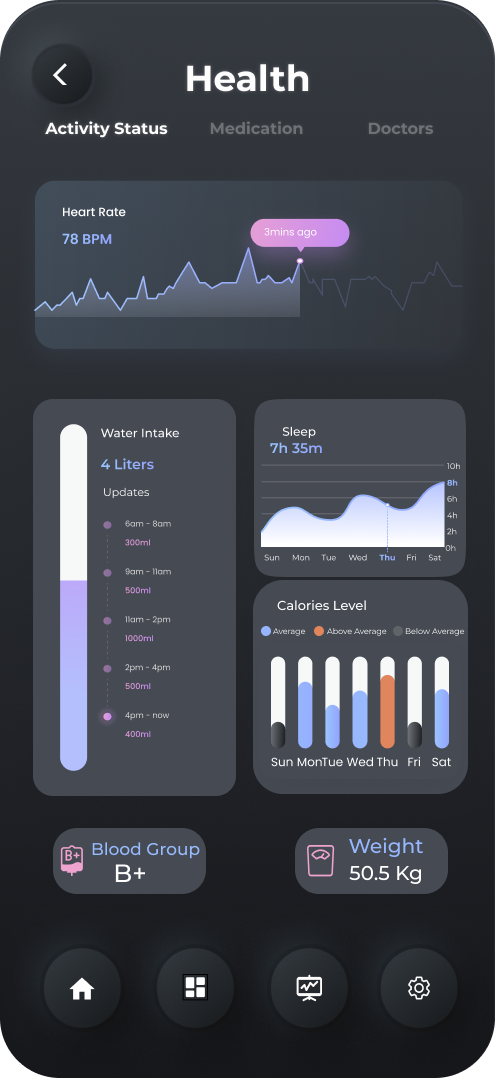 Health
Activity Status Medication Doctors
Heart Rate
78 BPM
3mins ago
Water Intake
4 Liters
Updates
6am - 8am
300ml
9am - 11am
500ml
11am - 2pm
1000ml
2pm - 4pm
500ml
4pm - now
400ml
Sleep
7h 35m
10h
8h
6h
4h
2h
0h
Sun Mon Tue Wed Thu Fri Sat
Calories Level
Average Above Average Below Average
Sun Mon Tue Wed Thu Fri Sat
B+
Blood Group
B+
Weight
50.5 Kg